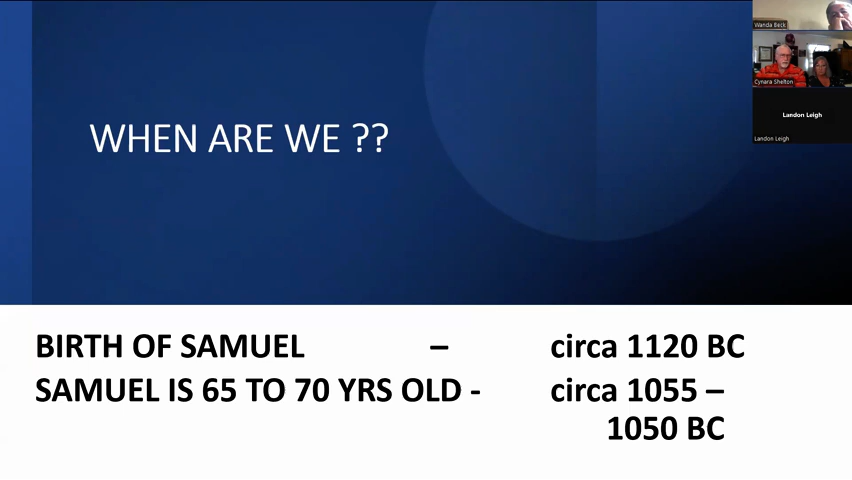 WHEN ARE WE ??
Wanda Beck
Cynara Shelton
Landon Leigh
Landon Leigh
BIRTH OF SAMUEL – circa 1120 BC
SAMUEL IS 65 TO 70 YRS OLD - circa 1055 –
1050 BC